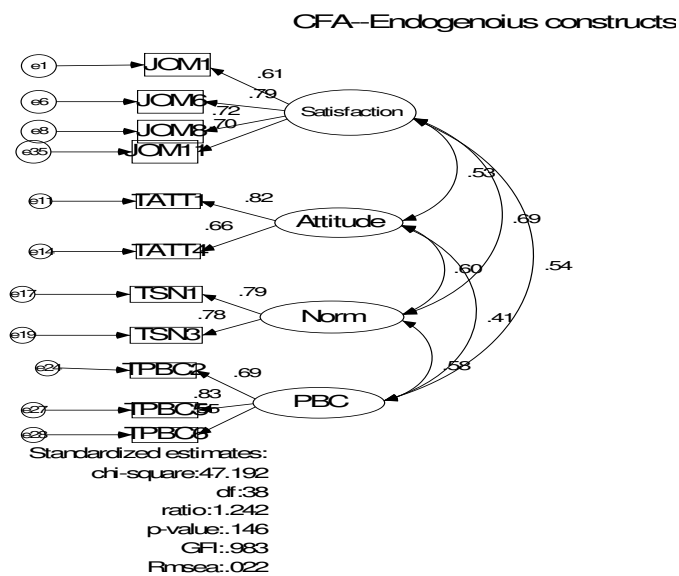 CFA--Endogenoius constructs
e1
JOM1
.61
e6
JOM6
.79
Satisfaction
e8
JOM8
.72
e35
JOM11
.70
.53
e11
TATT1
.82
Attitude
.69
e14
TATT4
.66
.60
.54
e17
TSN1
.79
Norm
.41
e19
TSN3
.78
e24
TPBC2
.69
.58
PBC
e27
TPBC5
.83
e28
Standardized estimates:
chi-square:47.192
df:38
ratio:1.242
p-value:.146
GFI:.983
Rmsea:.022